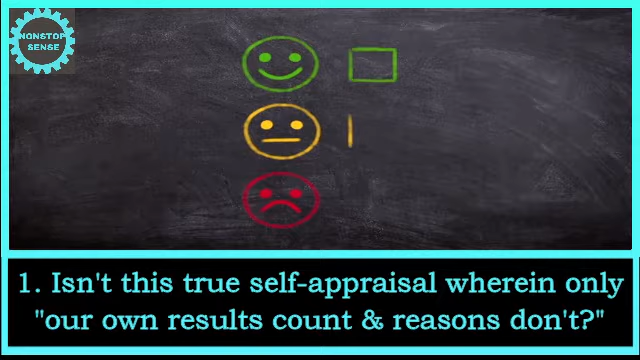 NONSTOP
SENSE
1. Isn't this true self-appraisal wherein only
"our own results count & reasons don't?"